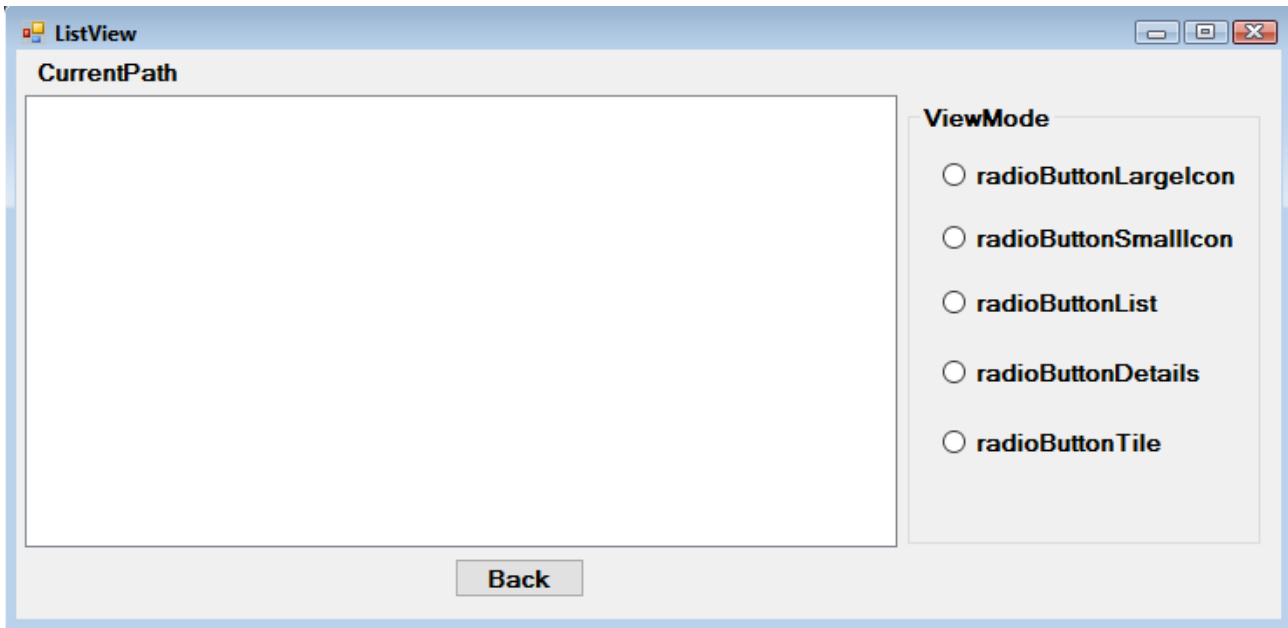 ListView
CurrentPath
ViewMode
radioButtonLargeIcon
radioButtonSmallIcon
radioButtonList
radioButtonDetails
radioButtonTile
Back